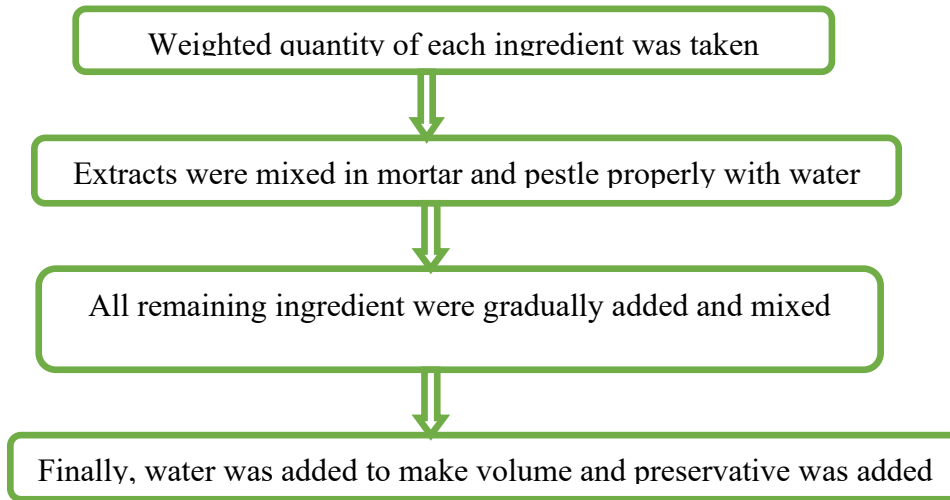 Weighted quantity of each ingredient was taken
Extracts were mixed in mortar and pestle properly with water
All remaining ingredient were gradually added and mixed
Finally, water was added to make volume and preservative was added